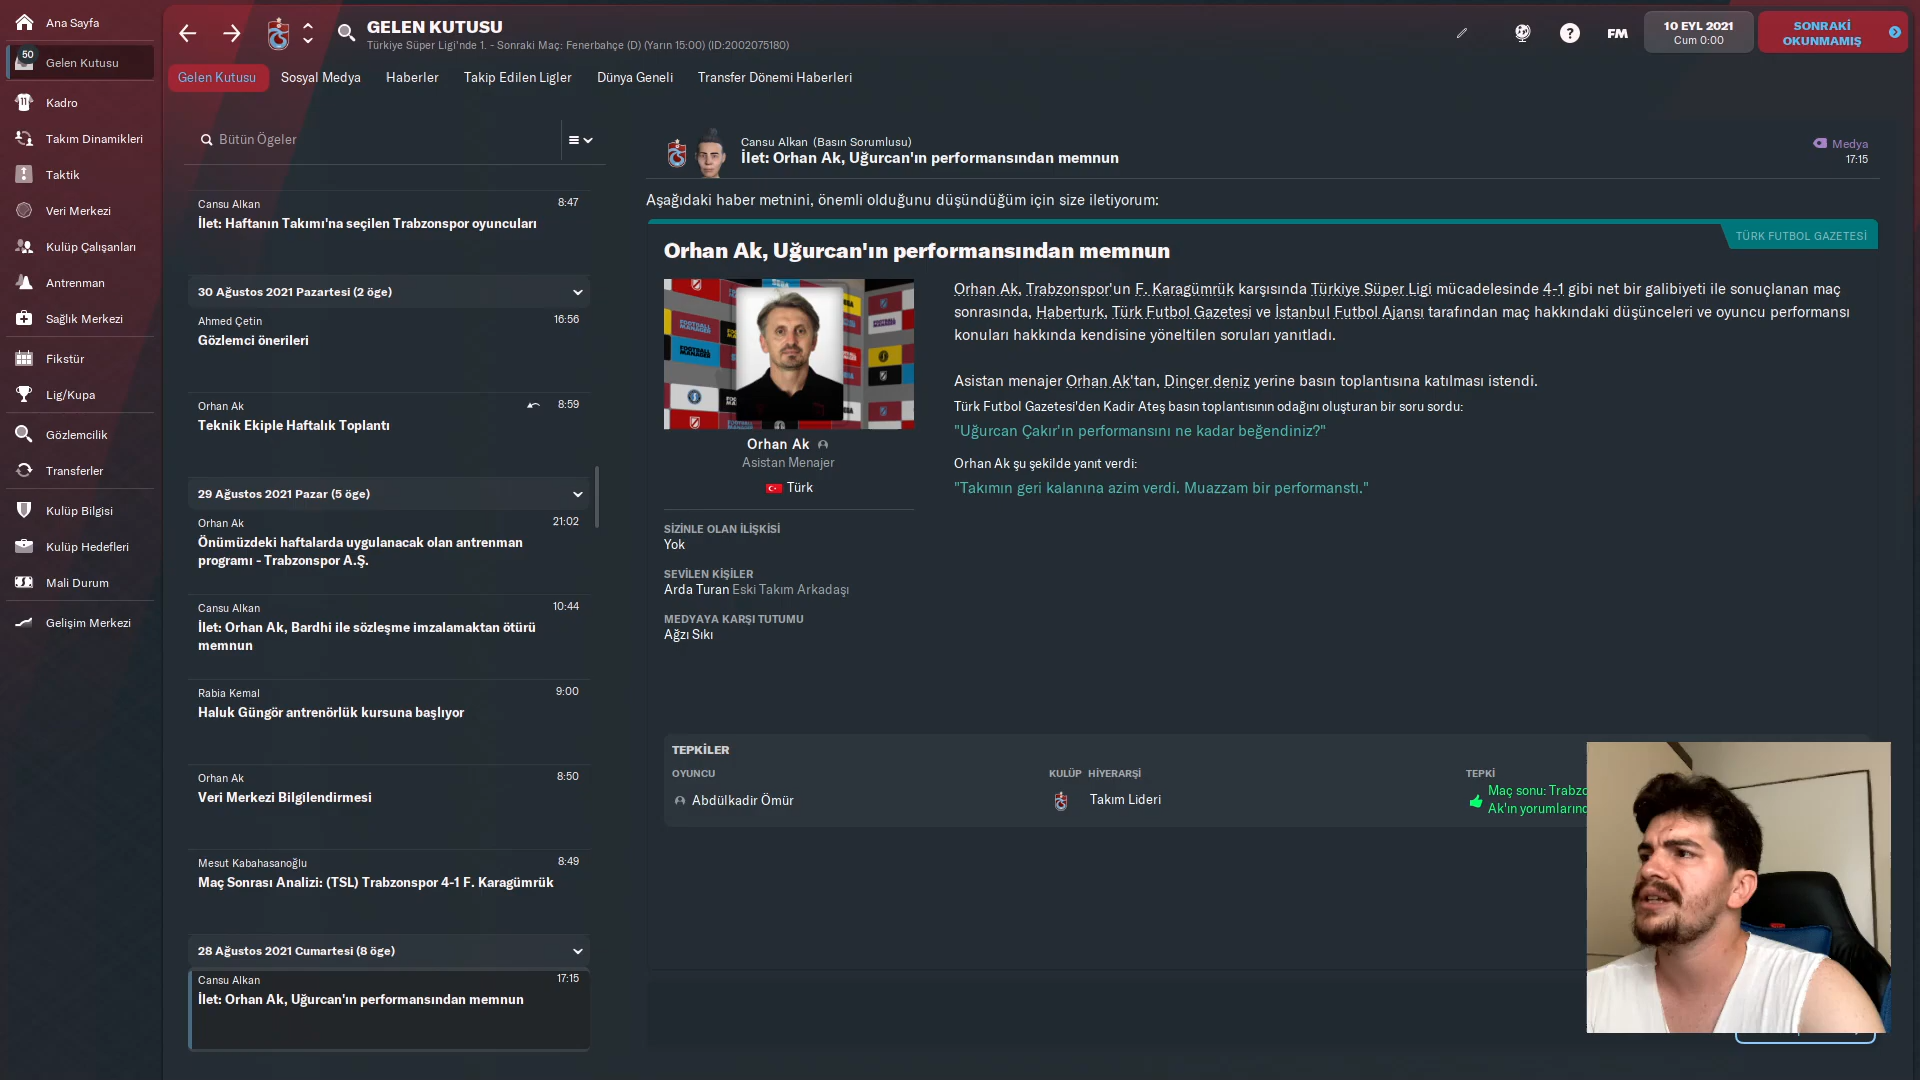 Ana Sayfa
50
Gelen Kutusu
Kadro
Takım Dinamikleri
Taktik
Veri Merkezi
Kulüp Çalışanları
Antrenman
Sağlık Merkezi
Fikstür
Lig/Kupa
Gözlemcilik
Transferler
Kulüp Bilgisi
Kulüp Hedefleri
Mali Durum
Gelişim Merkezi
GELEN KUTUSU
Türkiye Süper Ligi'nde 1. - Sonraki Maç: Fenerbahçe (D) (Yarın 15:00) (ID:2002075180)
FM
10 EYL 2021
Cum 0:00
SONRAKİ
OKUNMAMIŞ
Gelen Kutusu Sosyal Medya Haberler Takip Edilen Ligler Dünya Geneli Transfer Dönemi Haberleri
Bütün Ögeler
Cansu Alkan 8:47
İlet: Haftanın Takımı'na seçilen Trabzonspor oyuncuları
30 Ağustos 2021 Pazartesi (2 öge)
Ahmed Çetin 16:56
Gözlemci önerileri
Orhan Ak 8:59
Teknik Ekiple Haftalık Toplantı
29 Ağustos 2021 Pazar (5 öge)
Orhan Ak 21:02
Önümüzdeki haftalarda uygulanacak olan antrenman
programı - Trabzonspor A.Ş.
Cansu Alkan 10:44
İlet: Orhan Ak, Bardhi ile sözleşme imzalamaktan ötürü
memnun
Rabia Kemal 9:00
Haluk Güngör antrenörlük kursuna başlıyor
Orhan Ak 8:50
Veri Merkezi Bilgilendirmesi
Mesut Kabahasanoğlu 8:49
Maç Sonrası Analizi: (TSL) Trabzonspor 4-1 F. Karagümrük
28 Ağustos 2021 Cumartesi (8 öge)
Cansu Alkan 17:15
İlet: Orhan Ak, Uğurcan'ın performansından memnun
Cansu Alkan (Basın Sorumlusu)
İlet: Orhan Ak, Uğurcan'ın performansından memnun
Medya
17:15
Aşağıdaki haber metnini, önemli olduğunu düşündüğüm için size iletiyorum:
TÜRK FUTBOL GAZETESİ
Orhan Ak, Uğurcan'ın performansından memnun
Orhan Ak, Trabzonspor'un F. Karagümrük karşısında Türkiye Süper Ligi mücadelesinde 4-1 gibi net bir galibiyeti ile sonuçlanan maç
sonrasında, Haberturk, Türk Futbol Gazetesi ve İstanbul Futbol Ajansı tarafından maç hakkındaki düşünceleri ve oyuncu performansı
konuları hakkında kendisine yöneltilen soruları yanıtladı.
Asistan menajer Orhan Ak'tan, Dinçer deniz yerine basın toplantısına katılması istendi.
Türk Futbol Gazetesi'den Kadir Ateş basın toplantısının odağını oluşturan bir soru sordu:
"Uğurcan Çakır'ın performansını ne kadar beğendiniz?"
Orhan Ak şu şekilde yanıt verdi:
"Takımın geri kalanına azim verdi. Muazzam bir performanstı."
Orhan Ak
Asistan Menajer
Türk
SİZİNLE OLAN İLİŞKİSİ
Yok
SEVİLEN KİŞİLER
Arda Turan Eski Takım Arkadaşı
MEDYAYA KARŞI TUTUMU
Ağzı Sıkı
TEPKİLER
OYUNCU KULÜP HİYERARŞİ TEPKİ
Abdülkadir Ömür Takım Lideri
Maç sonu: Trabzo
Ak'ın yorumların